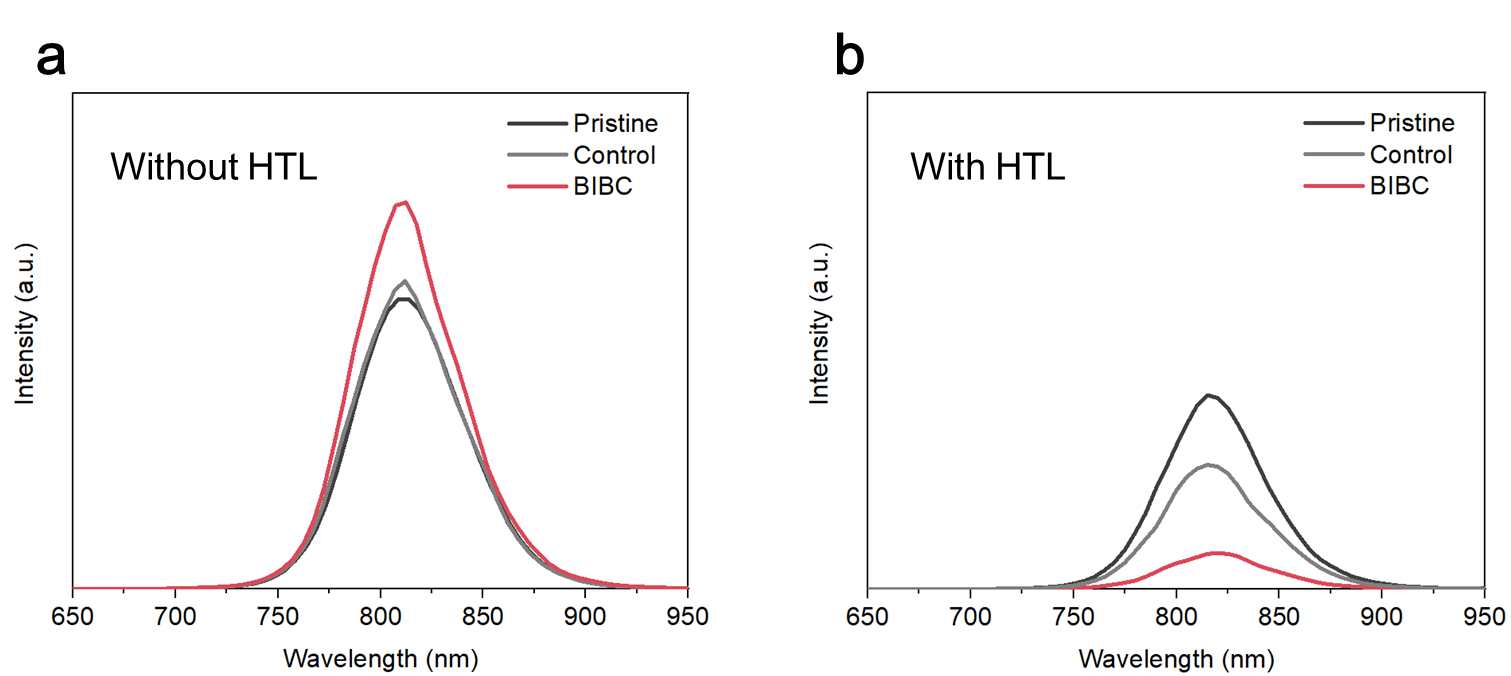 a
Without HTL
Pristine
Control
BIBC
Intensity (a.u.)
650 700 750 800 850 900 950
Wavelength (nm)
b
With HTL
Pristine
Control
BIBC
Intensity (a.u.)
650 700 750 800 850 900 950
Wavelength (nm)